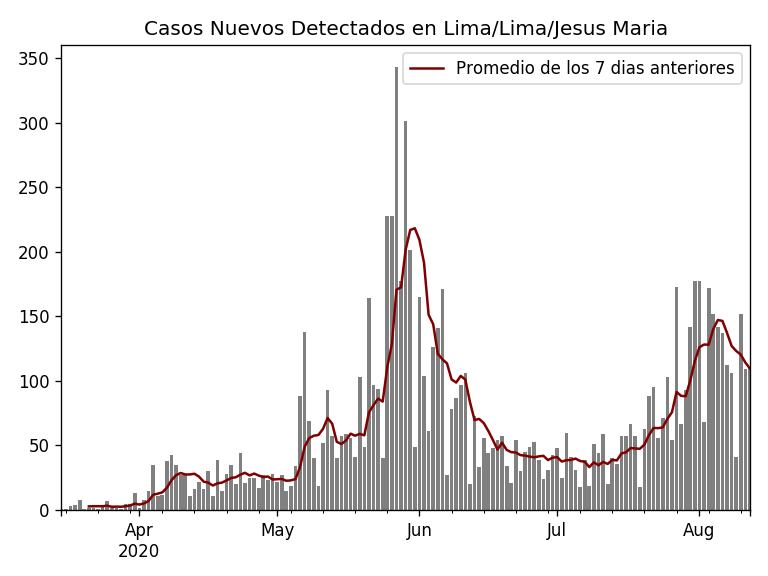 Casos Nuevos Detectados en Lima/Lima/Jesus Maria
Promedio de los 7 dias anteriores
350
300
250
200
150
100
50
0
Apr
2020
May
Jun
Jul
Aug